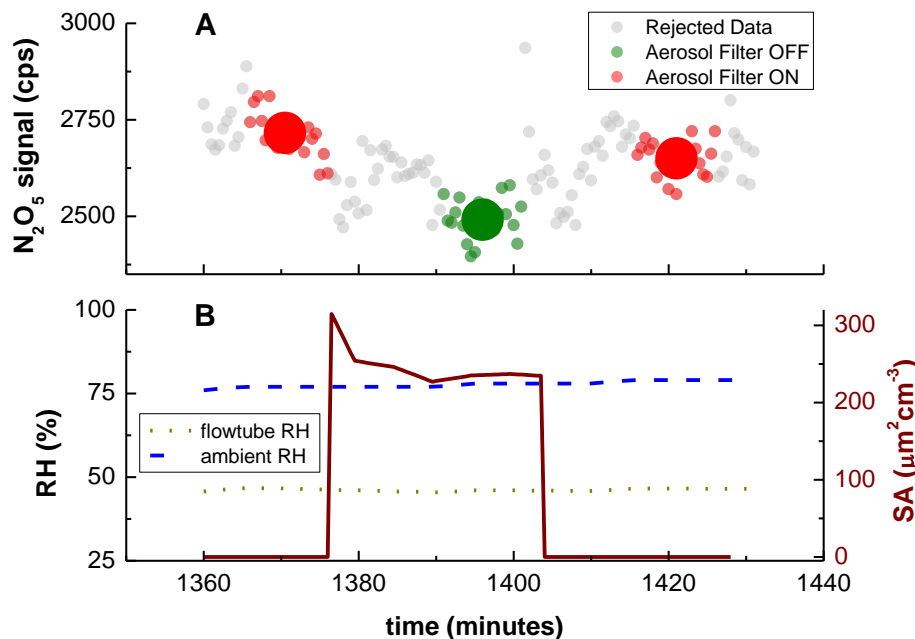 A
Rejected Data
Aerosol Filter OFF
Aerosol Filter ON
N₂O₅ signal (cps)
3000
2750
2500
B
RH (%)
100
75
50
25
flowtube RH
ambient RH
300
200
100
0
SA (μm²cm⁻³)
1360 1380 1400 1420 1440
time (minutes)